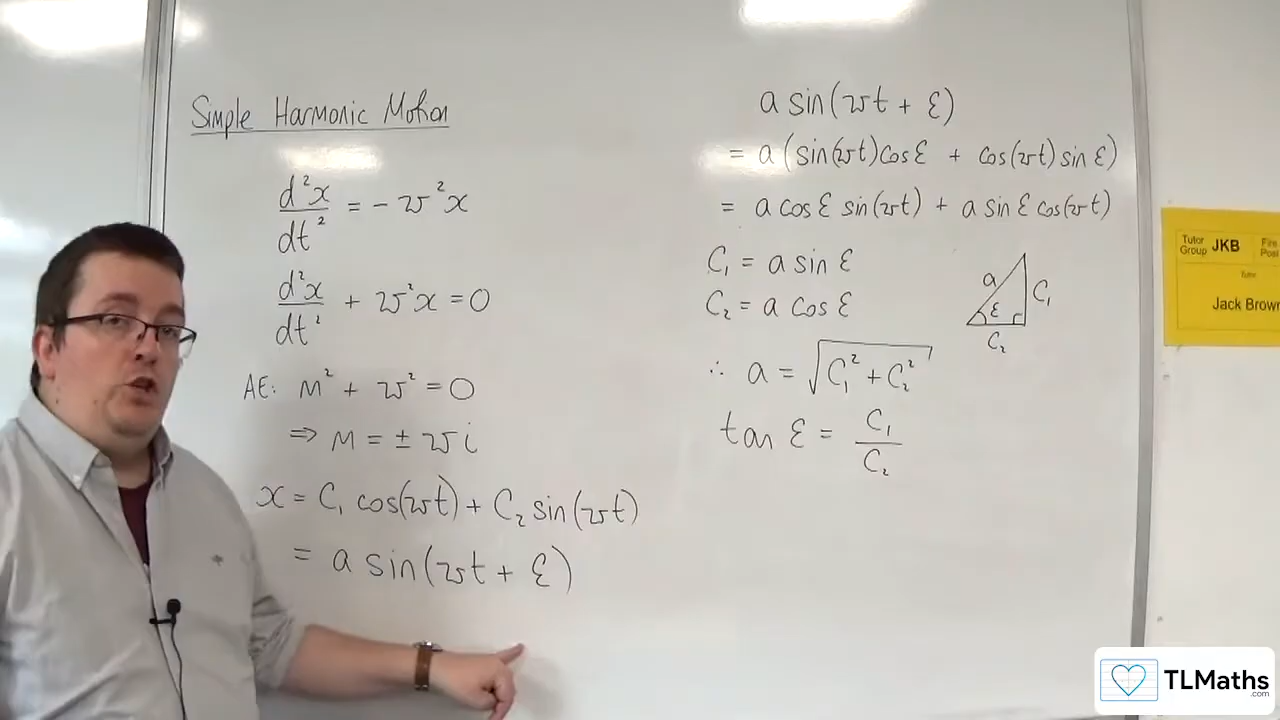 Simple Harmonic Motion
d²x/dt² = - ω²x
d²x/dt² + ω²x = 0
AE: m² + ω² = 0
⇒ m = ± ωi
x = C₁ cos(ωt) + C₂ sin(ωt)
= a sin(ωt + ε)
a sin(ωt + ε)
= a (sin(ωt)cos ε + cos(ωt) sin ε)
= a cos ε sin(ωt) + a sin ε cos(ωt)
C₁ = a sin ε
C₂ = a cos ε
a
ε
C₁
C₂
∴ a = √(C₁² + C₂²)
tan ε = C₁/C₂
Tutor Group JKB
Tutor
Jack Brown
TLMaths
.com